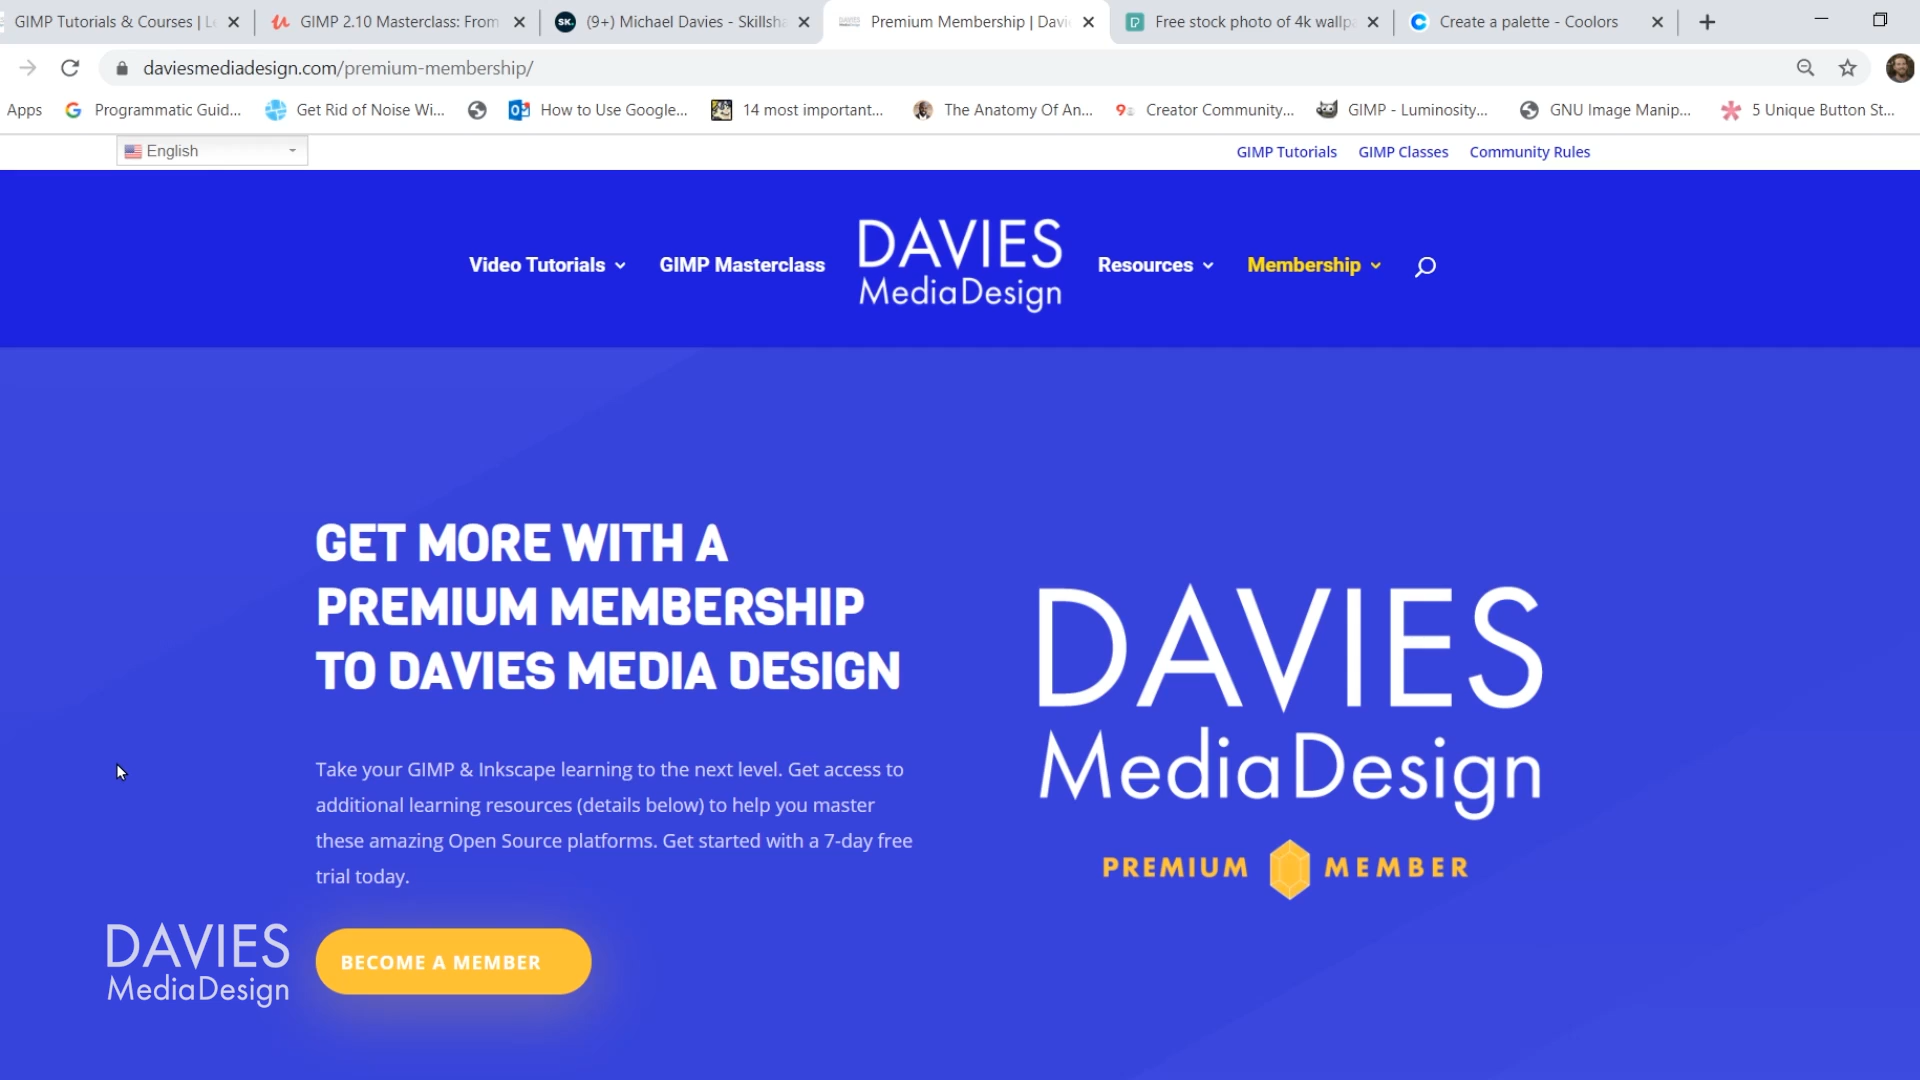 GIMP Tutorials & Courses | L
GIMP 2.10 Masterclass: From
SK.
(9+) Michael Davies - Skillsha
Premium Membership | Davi
Free stock photo of 4k wallpa
Create a palette - Coolors
daviesmediadesign.com/premium-membership/
Apps
Programmatic Guid...
Get Rid of Noise Wi...
How to Use Google...
14 most important...
The Anatomy Of An...
Creator Community...
GIMP - Luminosity...
GNU Image Manip...
5 Unique Button St...
English
GIMP Tutorials
GIMP Classes
Community Rules
Video Tutorials
GIMP Masterclass
DAVIES
MediaDesign
Resources
Membership
GET MORE WITH A
PREMIUM MEMBERSHIP
TO DAVIES MEDIA DESIGN
Take your GIMP & Inkscape learning to the next level. Get access to
additional learning resources (details below) to help you master
these amazing Open Source platforms. Get started with a 7-day free
trial today.
BECOME A MEMBER
DAVIES
MediaDesign
PREMIUM MEMBER
DAVIES
MediaDesign